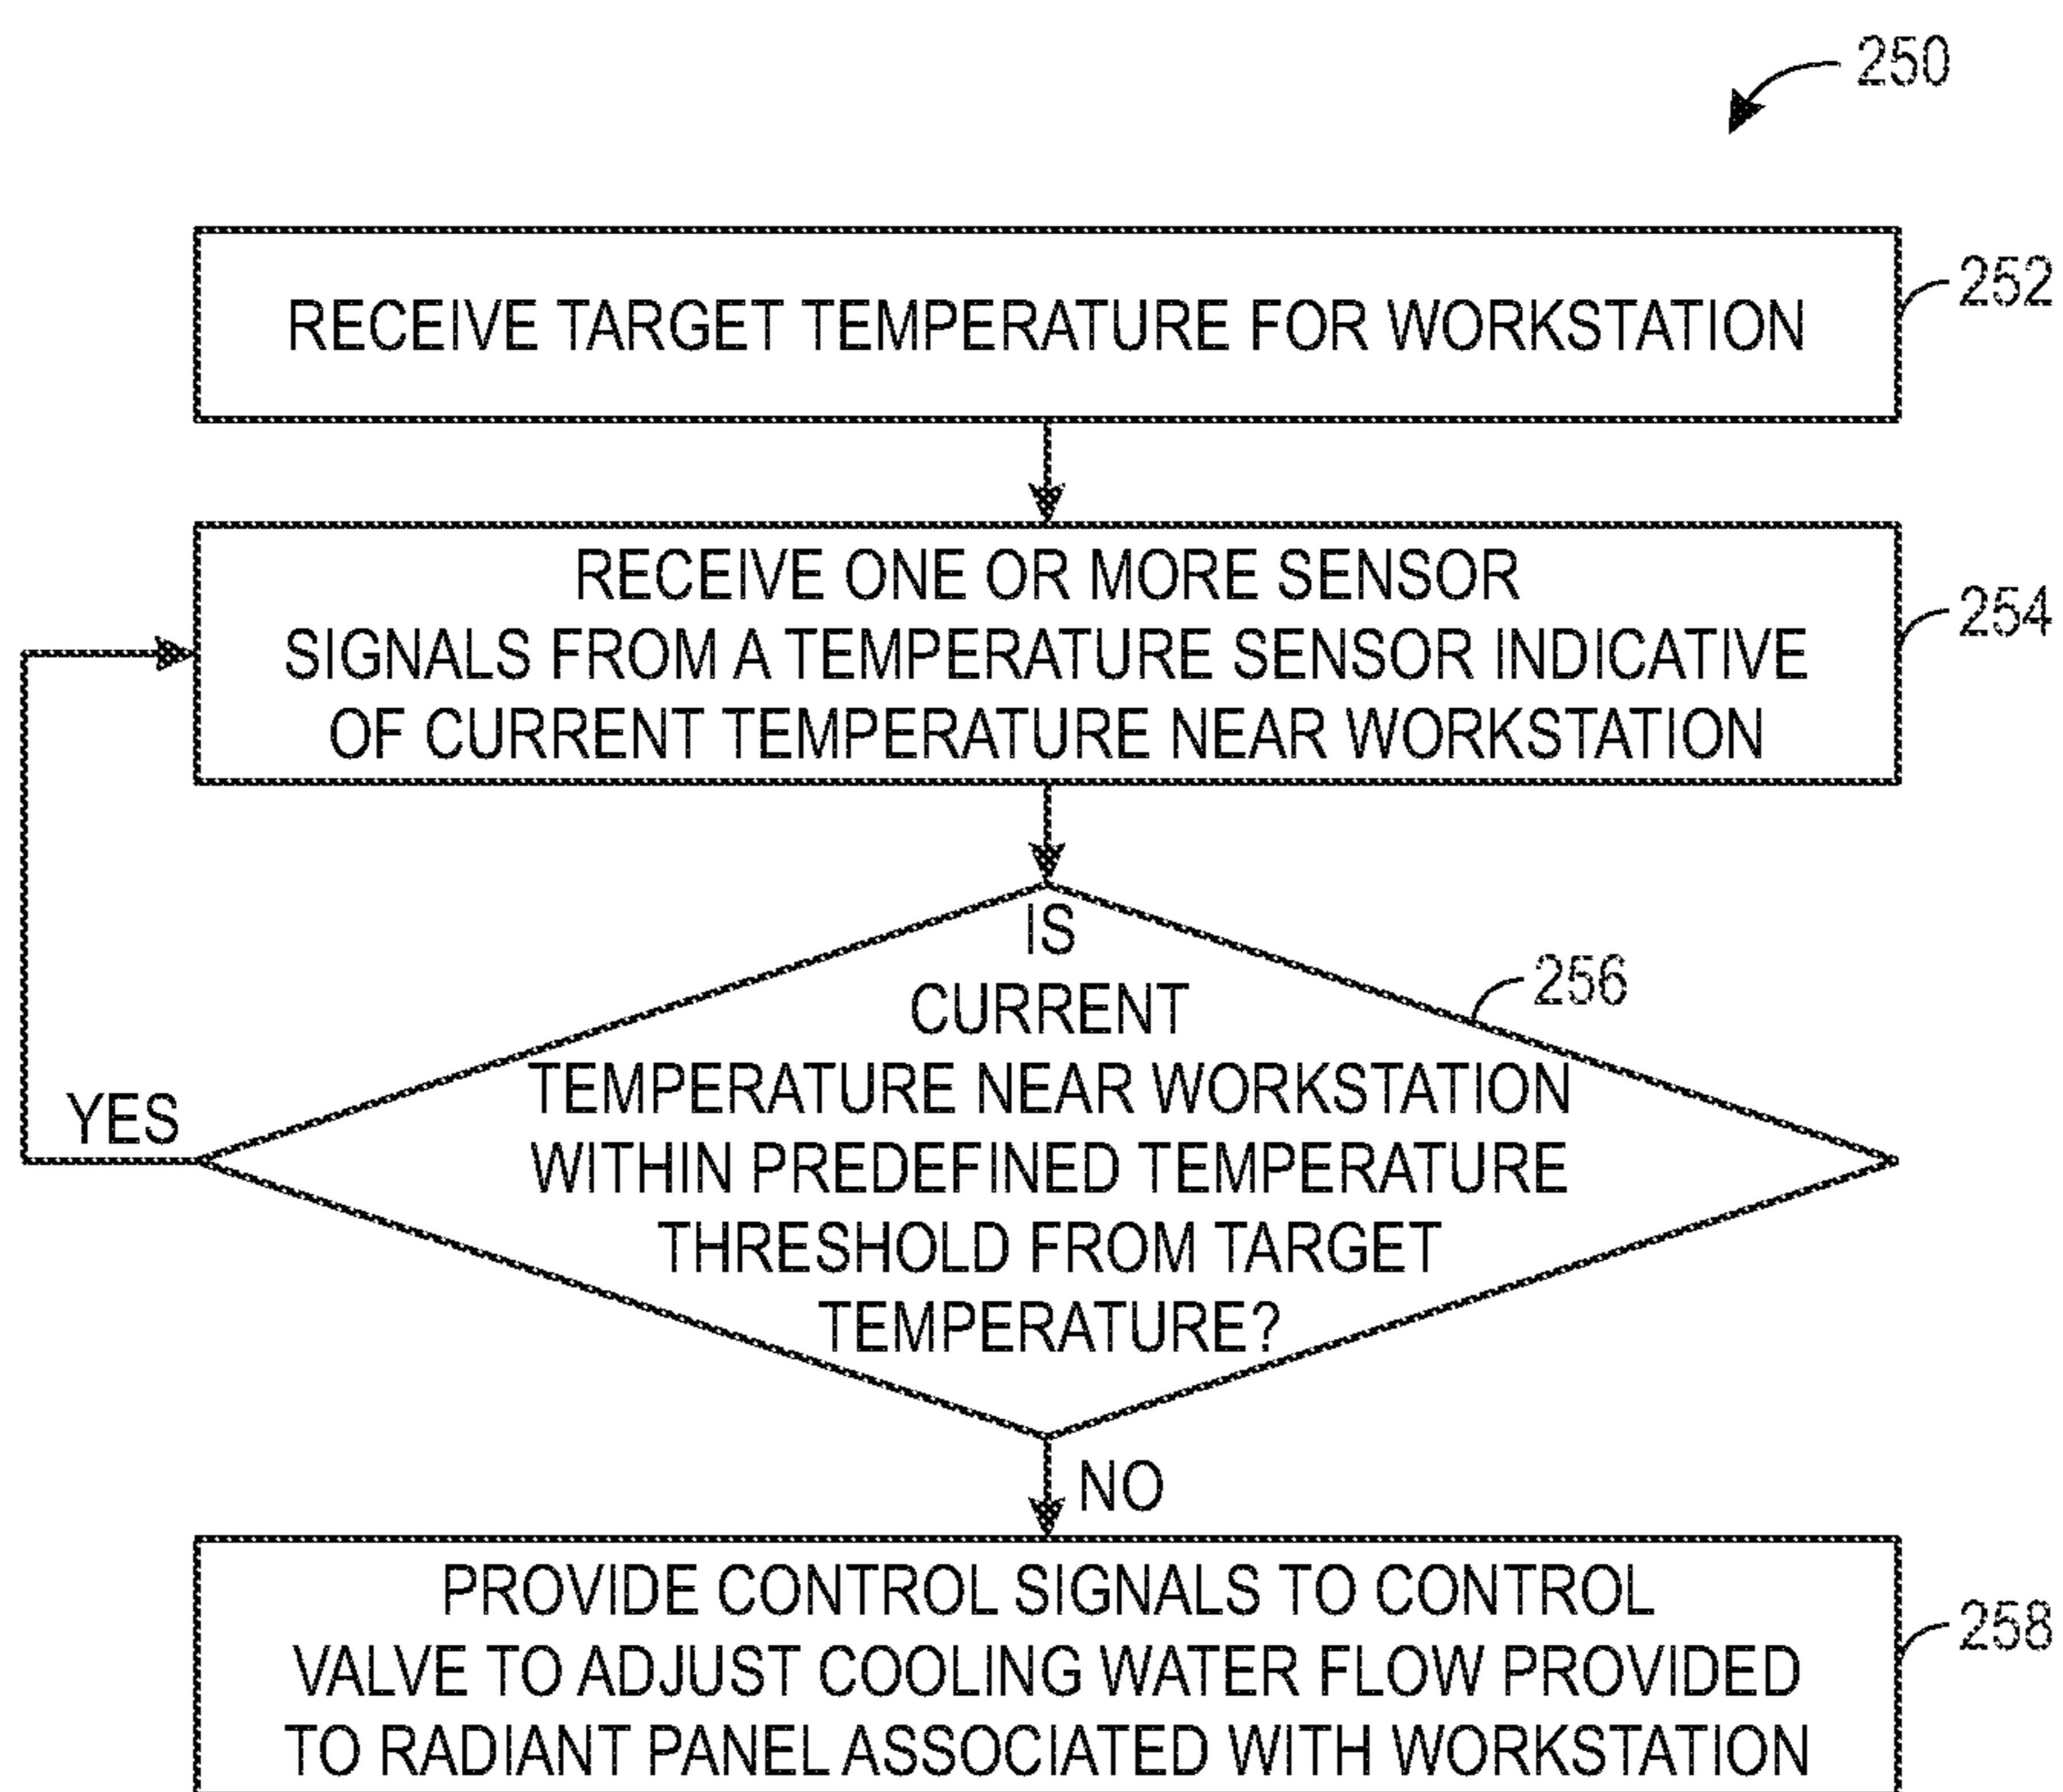 250
RECEIVE TARGET TEMPERATURE FOR WORKSTATION
252
RECEIVE ONE OR MORE SENSOR
SIGNALS FROM A TEMPERATURE SENSOR INDICATIVE
OF CURRENT TEMPERATURE NEAR WORKSTATION
254
IS
CURRENT
TEMPERATURE NEAR WORKSTATION
WITHIN PREDEFINED TEMPERATURE
THRESHOLD FROM TARGET
TEMPERATURE?
256
YES
NO
PROVIDE CONTROL SIGNALS TO CONTROL
VALVE TO ADJUST COOLING WATER FLOW PROVIDED
TO RADIANT PANEL ASSOCIATED WITH WORKSTATION
258